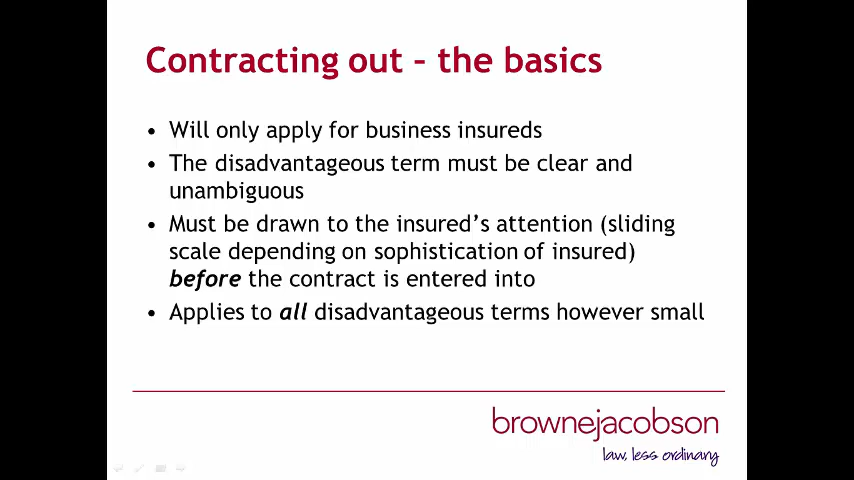 Contracting out – the basics
• Will only apply for business insureds
• The disadvantageous term must be clear and
unambiguous
• Must be drawn to the insured’s attention (sliding
scale depending on sophistication of insured)
before the contract is entered into
• Applies to all disadvantageous terms however small
brownejacobson
law, less ordinary